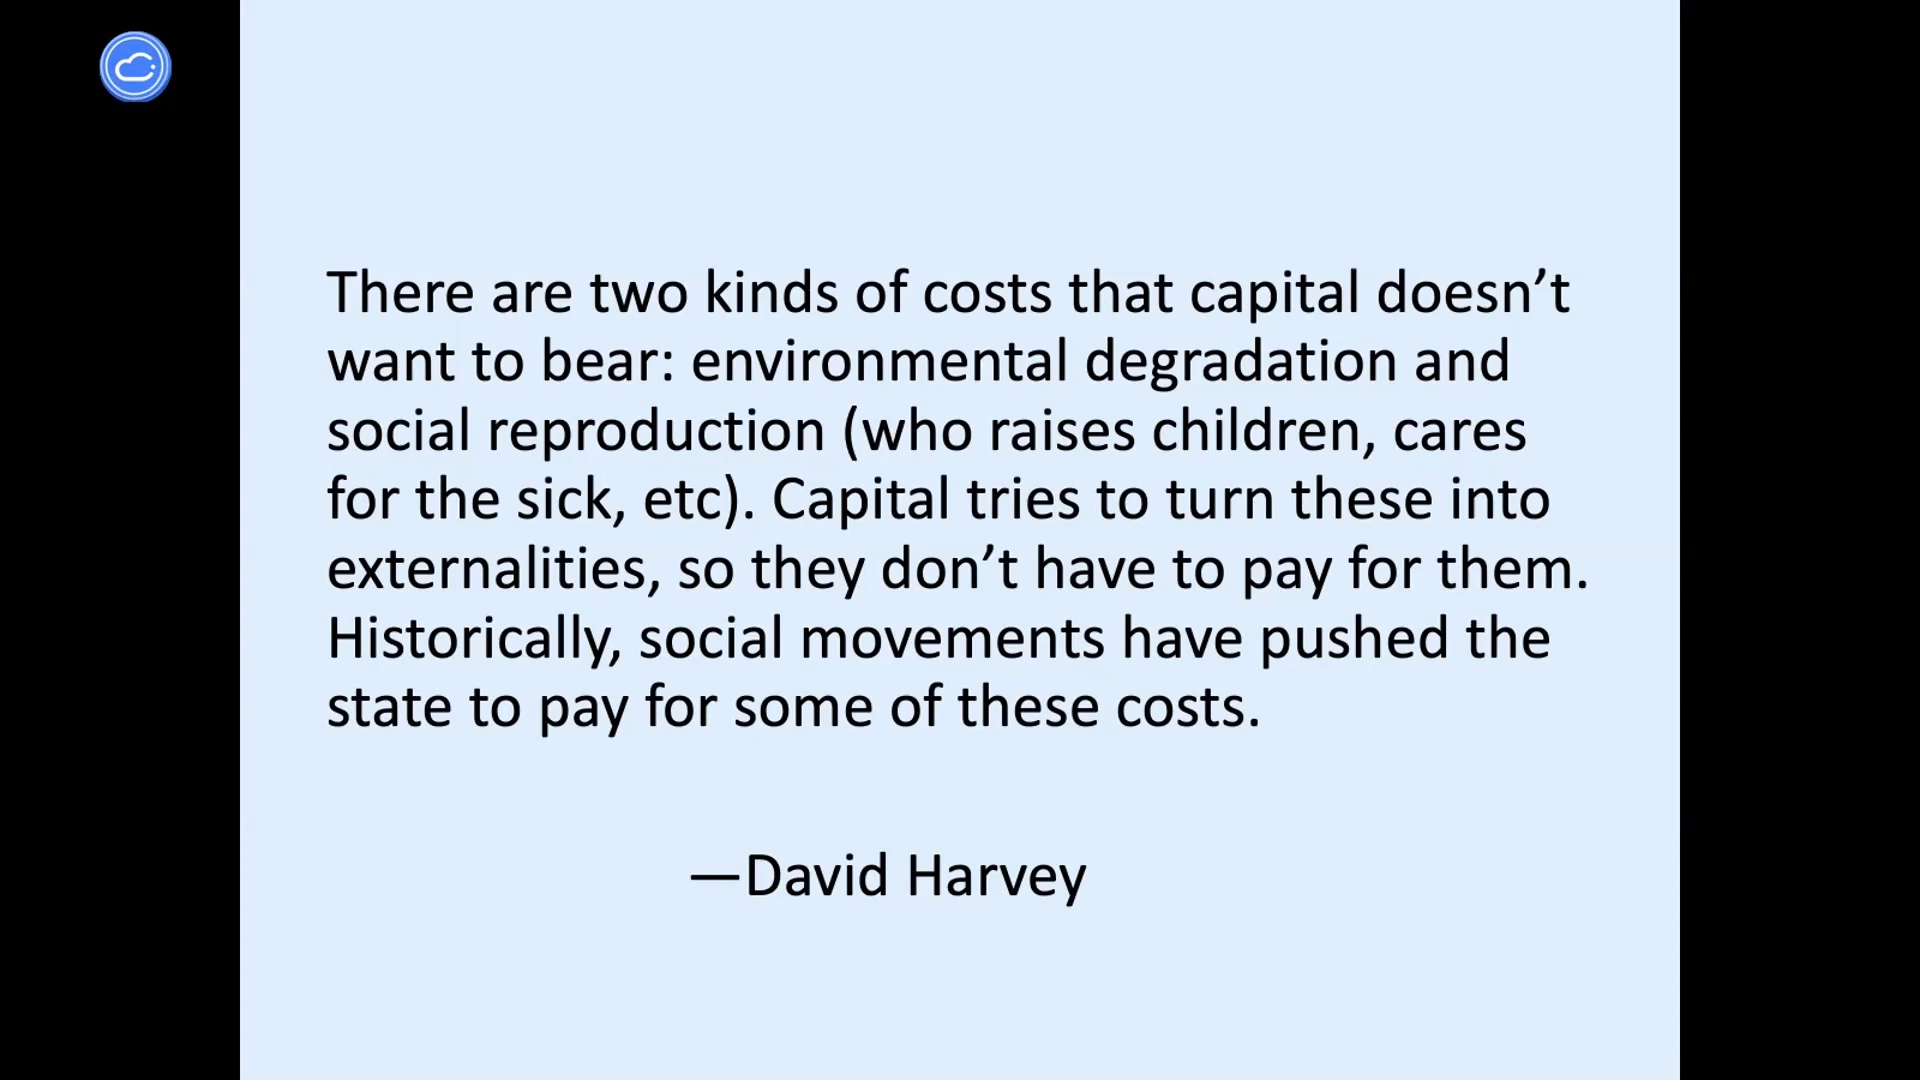 There are two kinds of costs that capital doesn’t
want to bear: environmental degradation and
social reproduction (who raises children, cares
for the sick, etc). Capital tries to turn these into
externalities, so they don’t have to pay for them.
Historically, social movements have pushed the
state to pay for some of these costs.
—David Harvey